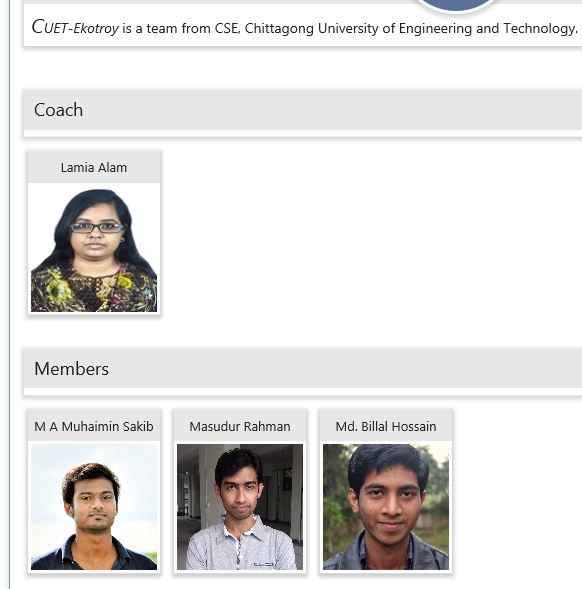 CUET-Ekotroy is a team from CSE, Chittagong University of Engineering and Technology.
Coach
Lamia Alam
Members
M A Muhaimin Sakib
Masudur Rahman
Md. Billal Hossain